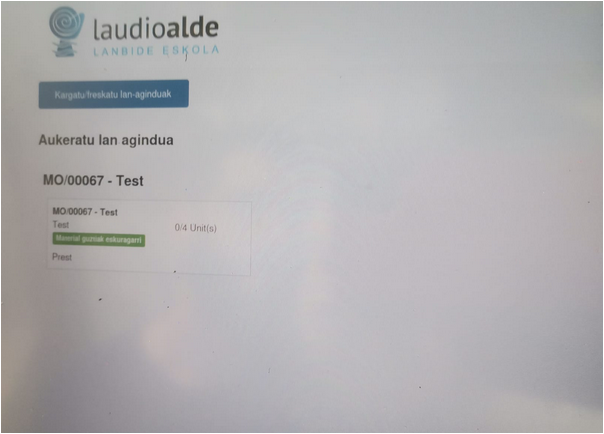 laudioalde
LANBIDE ESKOLA
Kargatu/freskatu lan-aginduak
Aukeratu lan agindua
MO/00067 - Test
MO/00067 - Test
Test
0/4 Unit(s)
Material guztiak eskuragarri
Prest